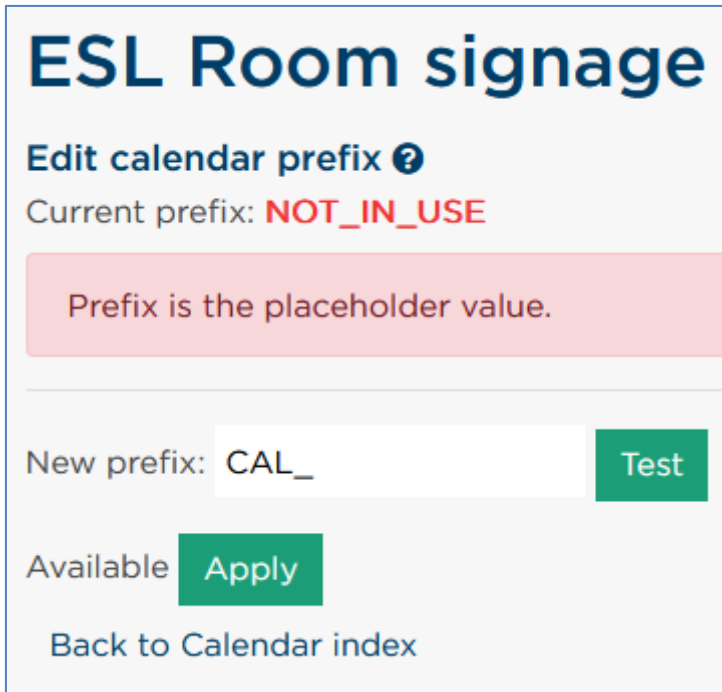 ESL Room signage
Edit calendar prefix ?
Current prefix: NOT_IN_USE
Prefix is the placeholder value.
New prefix: CAL_ Test
Available Apply
Back to Calendar index